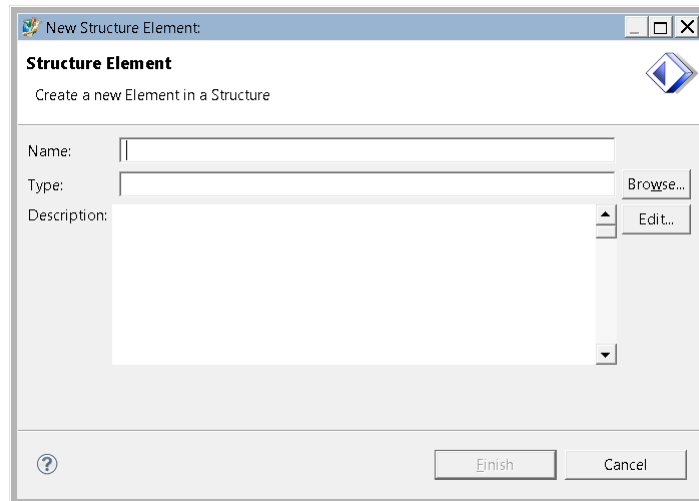 New Structure Element:
Structure Element
Create a new Element in a Structure
Name:
Type:
Browse...
Description:
Edit...
?
Finish
Cancel